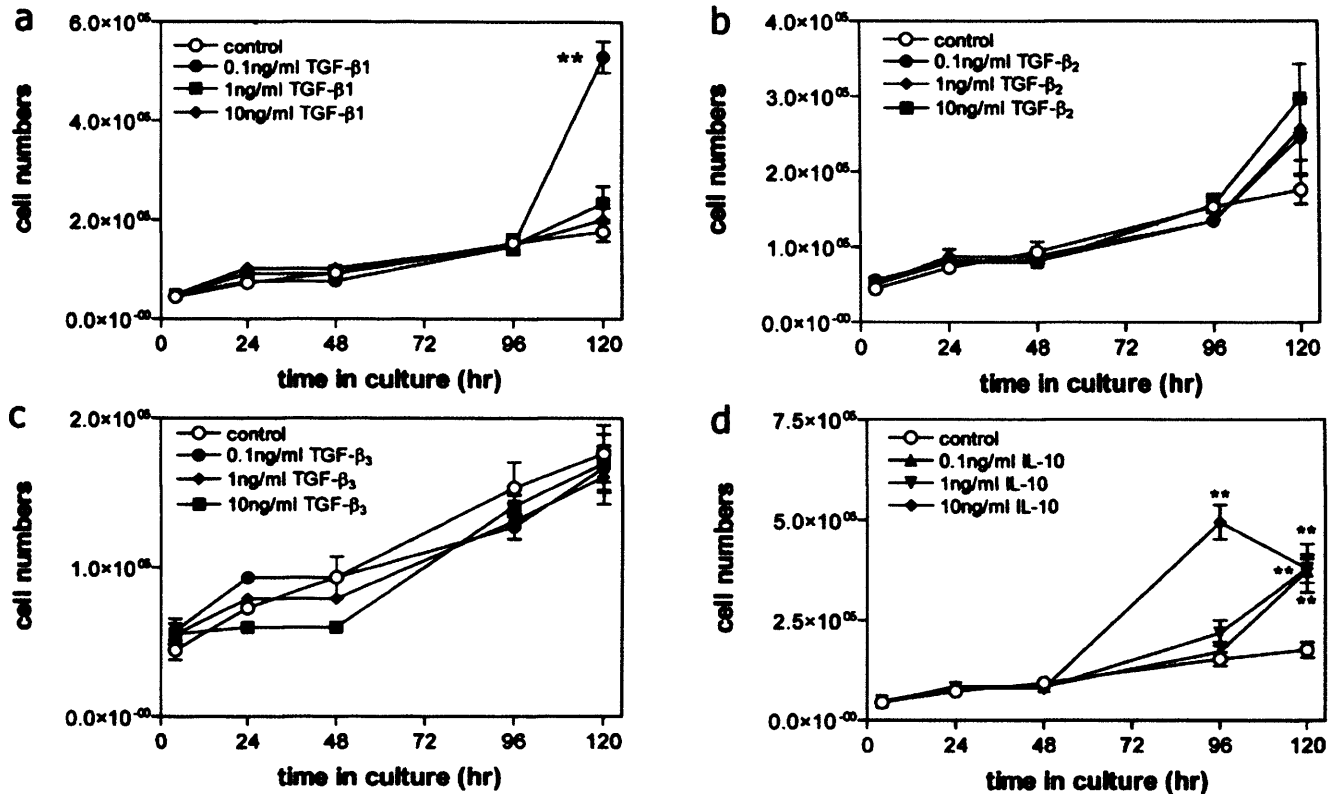 a
6.0×10⁰⁵
4.0×10⁰⁵
2.0×10⁰⁵
0.0×10⁻⁰⁰
cell numbers
control
0.1ng/ml TGF-β1
1ng/ml TGF-β1
10ng/ml TGF-β1
**
0 24 48 72 96 120
time in culture (hr)
b
4.0×10⁰⁵
3.0×10⁰⁵
2.0×10⁰⁵
1.0×10⁰⁵
0.0×10⁻⁰⁰
cell numbers
control
0.1ng/ml TGF-β₂
1ng/ml TGF-β₂
10ng/ml TGF-β₂
0 24 48 72 96 120
time in culture (hr)
c
2.0×10⁰⁵
1.0×10⁰⁵
0.0×10⁻⁰⁰
cell numbers
control
0.1ng/ml TGF-β₃
1ng/ml TGF-β₃
10ng/ml TGF-β₃
0 24 48 72 96 120
time in culture (hr)
d
7.5×10⁰⁵
5.0×10⁰⁵
2.5×10⁰⁵
0.0×10⁻⁰⁰
cell numbers
control
0.1ng/ml IL-10
1ng/ml IL-10
10ng/ml IL-10
**
**
**
**
0 24 48 72 96 120
time in culture (hr)